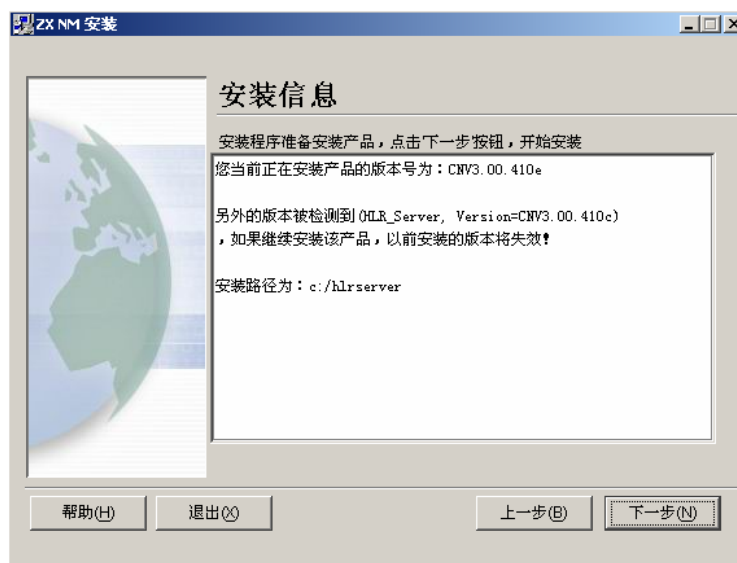 ZX NM 安装
安装信息
安装程序准备安装产品，点击'下一步'按钮，开始安装
您当前正在安装产品的版本号为：CNV3.00.410e
另外的版本被检测到(HLR_Server, Version=CNV3.00.410c)
，如果继续安装该产品，以前安装的版本将失效！
安装路径为：c:/hlrserver
帮助(H)
退出(X)
上一步(B)
下一步(N)